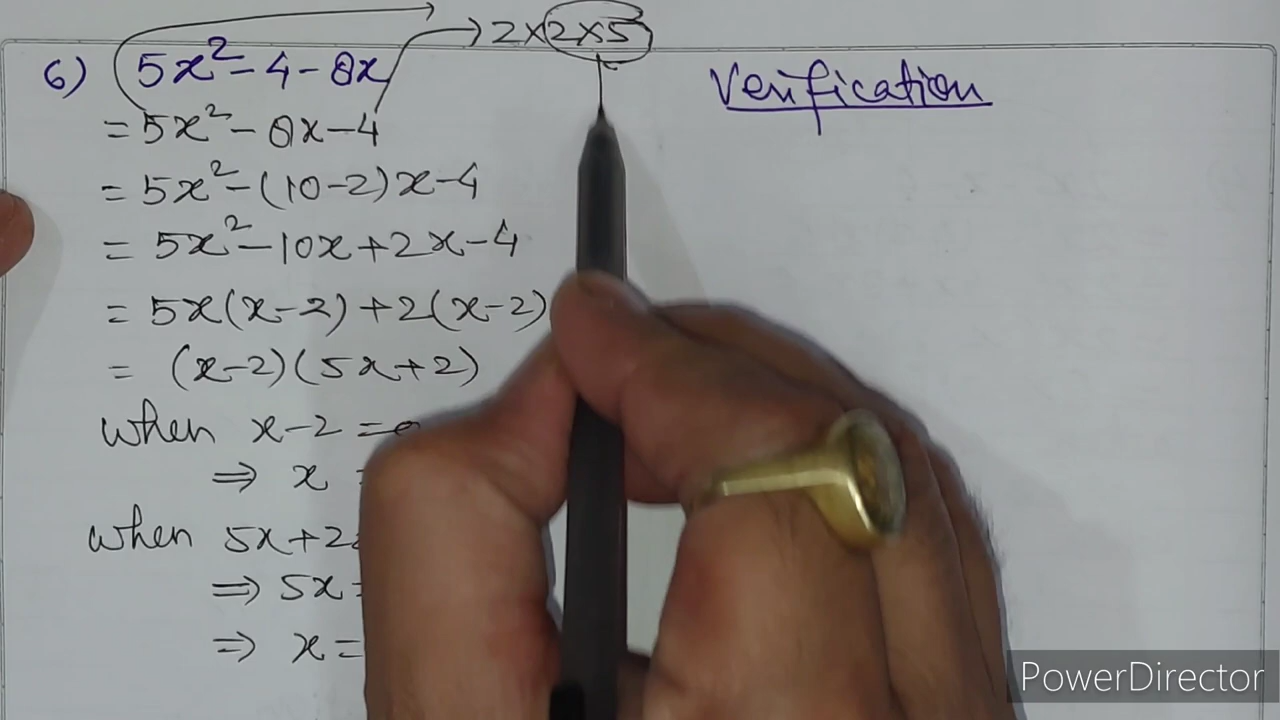 2×2×5
6) 5x²-4-8x
Verification
= 5x²-8x-4
= 5x²-(10-2)x-4
= 5x²-10x+2x-4
= 5x(x-2)+2(x-2)
= (x-2)(5x+2)
when x-2=0
⇒ x
when 5x+2
⇒ 5x=
⇒ x=
PowerDirector